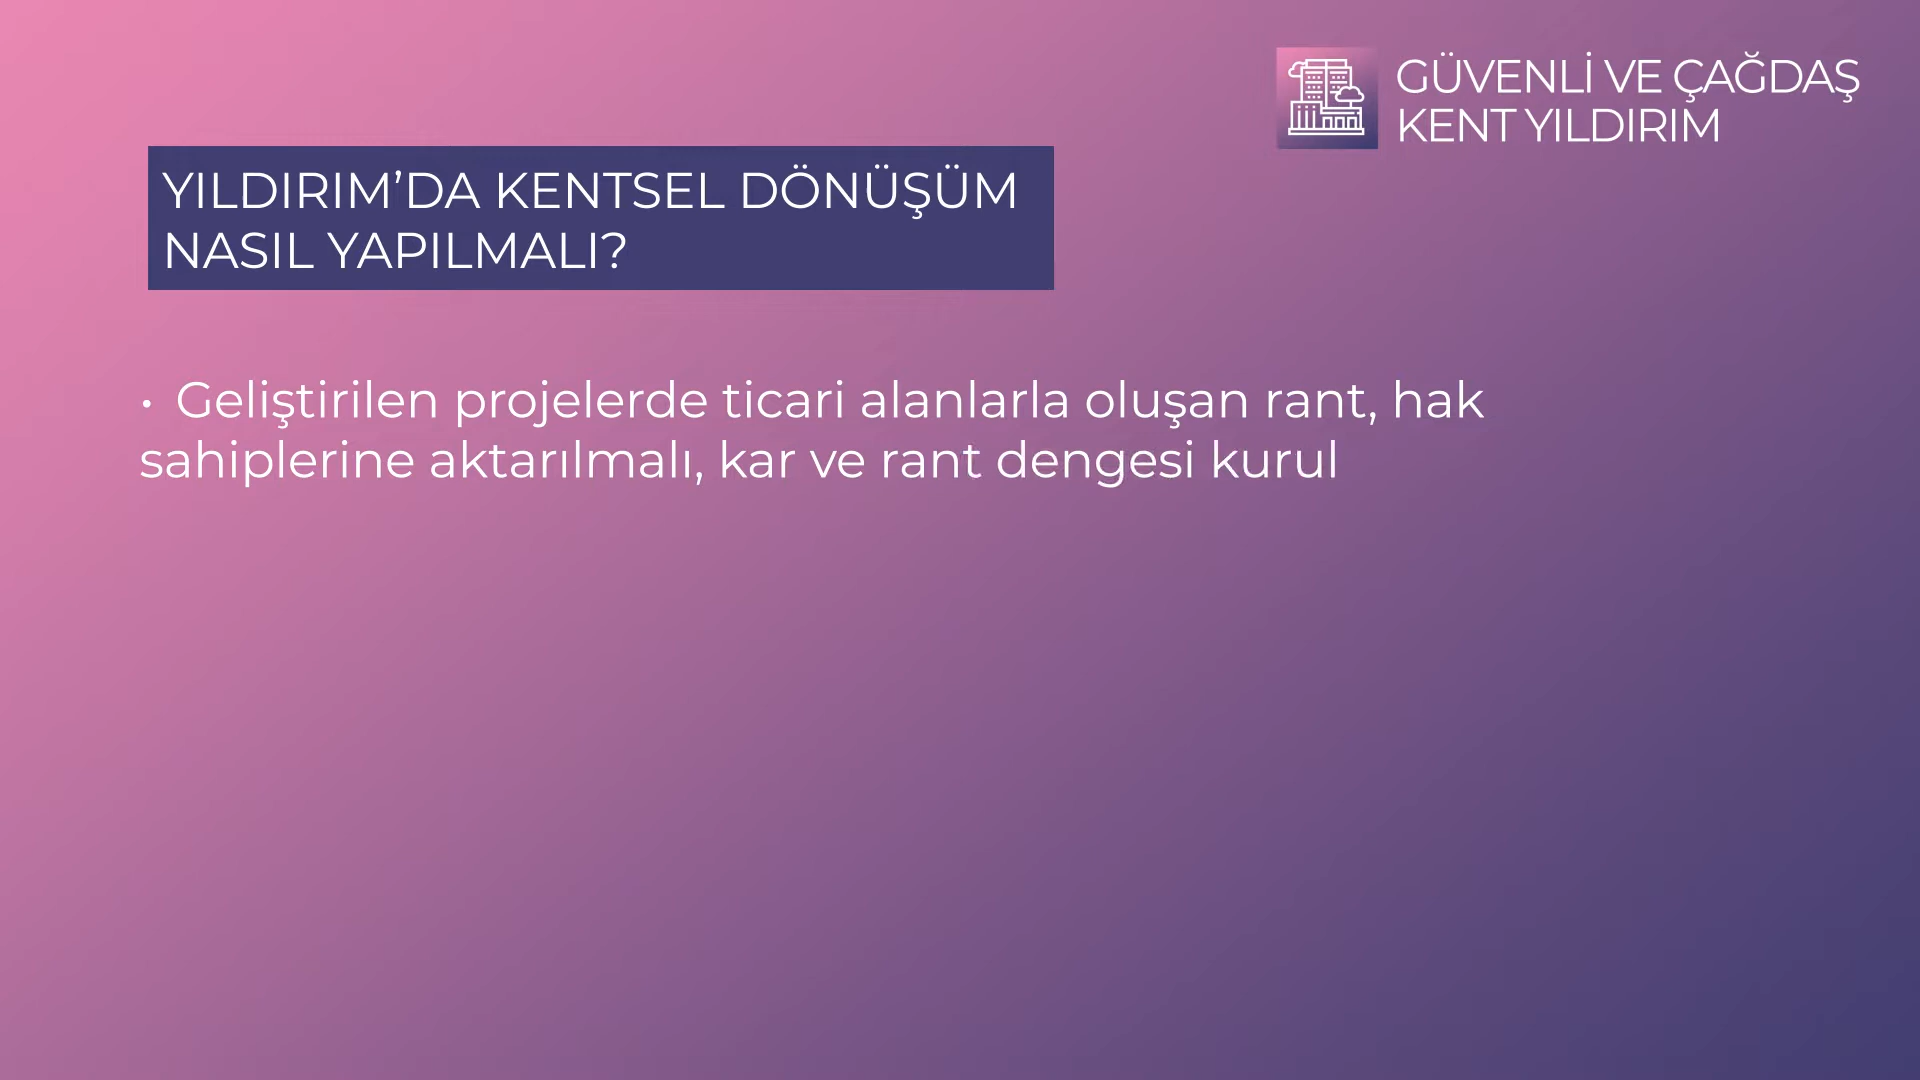 GÜVENLİ VE ÇAĞDAŞ
KENT YILDIRIM
YILDIRIM’DA KENTSEL DÖNÜŞÜM
NASIL YAPILMALI?
• Geliştirilen projelerde ticari alanlarla oluşan rant, hak
sahiplerine aktarılmalı, kar ve rant dengesi kurul